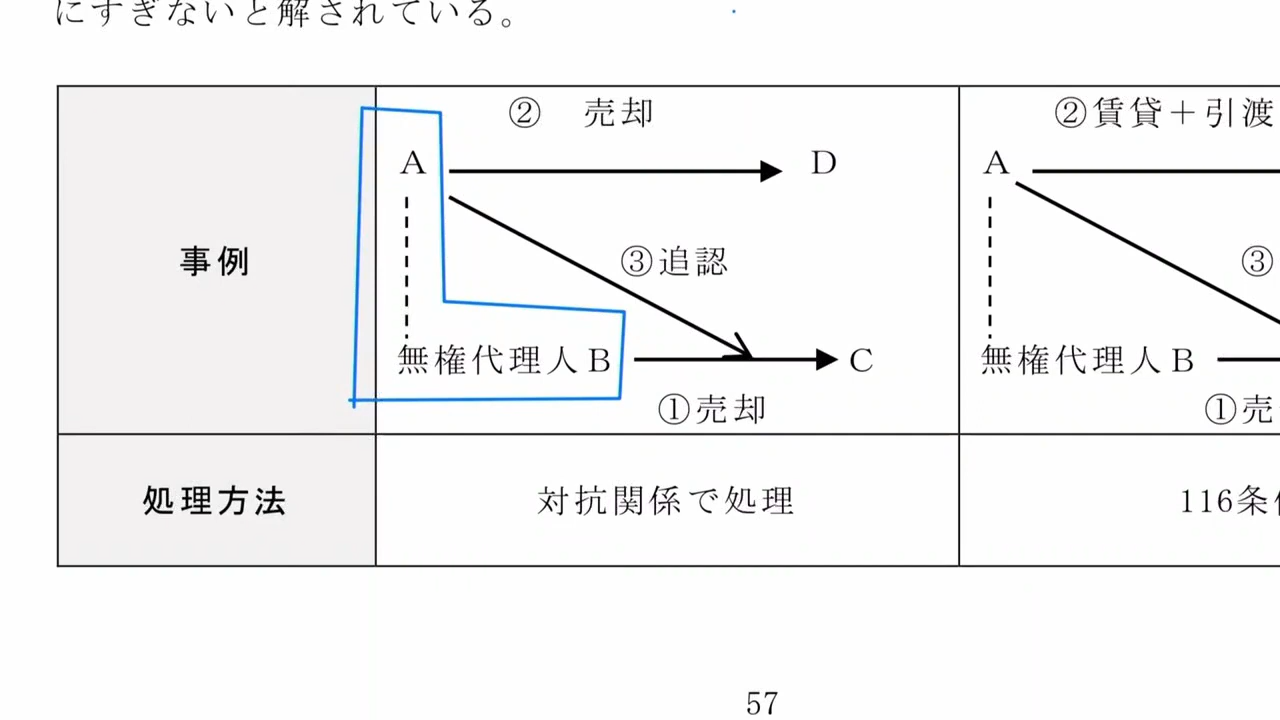 にすぎないと解されている。
② 売却
②賃貸＋引渡
A
D
A
事例
③追認
③
無権代理人B
C
無権代理人B
①売却
①売
処理方法
対抗関係で処理
116条
57